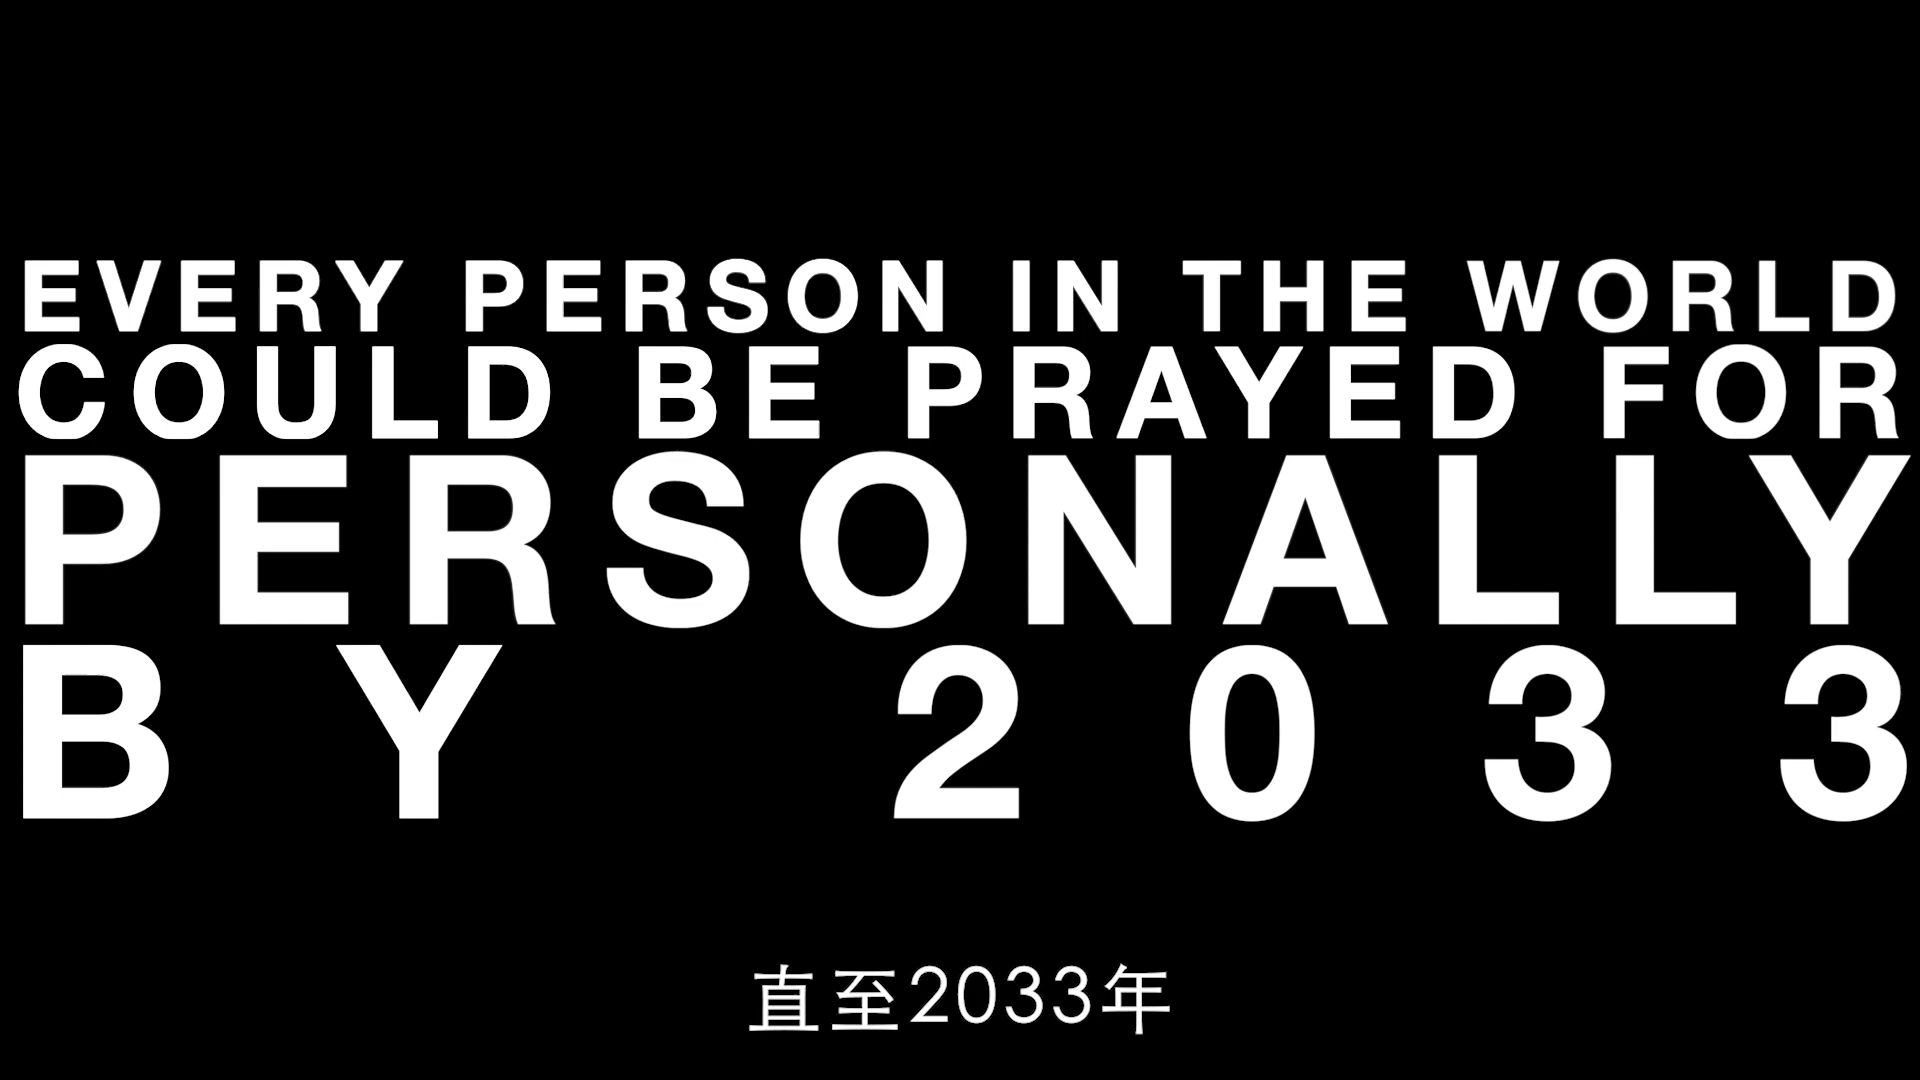 EVERY PERSON IN THE WORLD
COULD BE PRAYED FOR
PERSONALLY
BY 2033
直至2033年